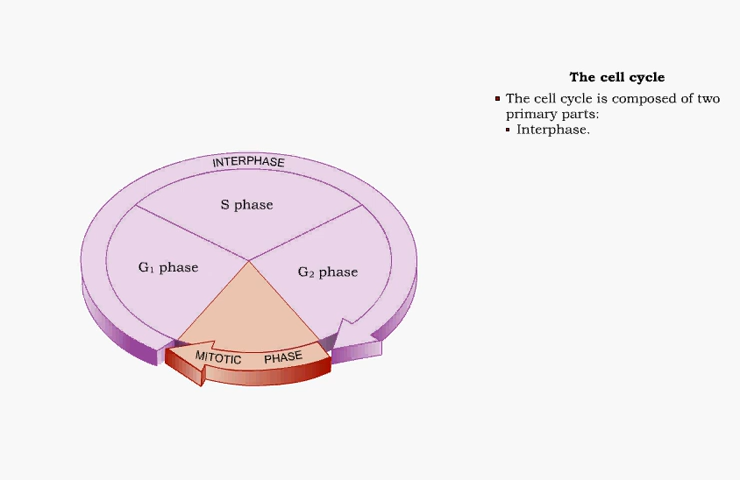 The cell cycle
The cell cycle is composed of two
primary parts:
Interphase.
INTERPHASE
S phase
G₁ phase
G₂ phase
MITOTIC PHASE